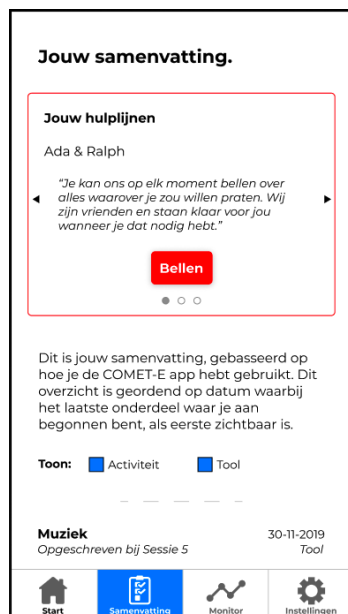 Jouw samenvatting.
Jouw hulplijnen
Ada & Ralph
“Je kan ons op elk moment bellen over
alles waarover je zou willen praten. Wij
zijn vrienden en staan klaar voor jou
wanneer je dat nodig hebt.”
Bellen
Dit is jouw samenvatting, gebasseerd op
hoe je de COMET-E app hebt gebruikt. Dit
overzicht is geordend op datum waarbij
het laatste onderdeel waar je aan
begonnen bent, als eerste zichtbaar is.
Toon: Activiteit Tool
Muziek 30-11-2019
Opgeschreven bij Sessie 5 Tool
Start Samenvatting Monitor Instellingen